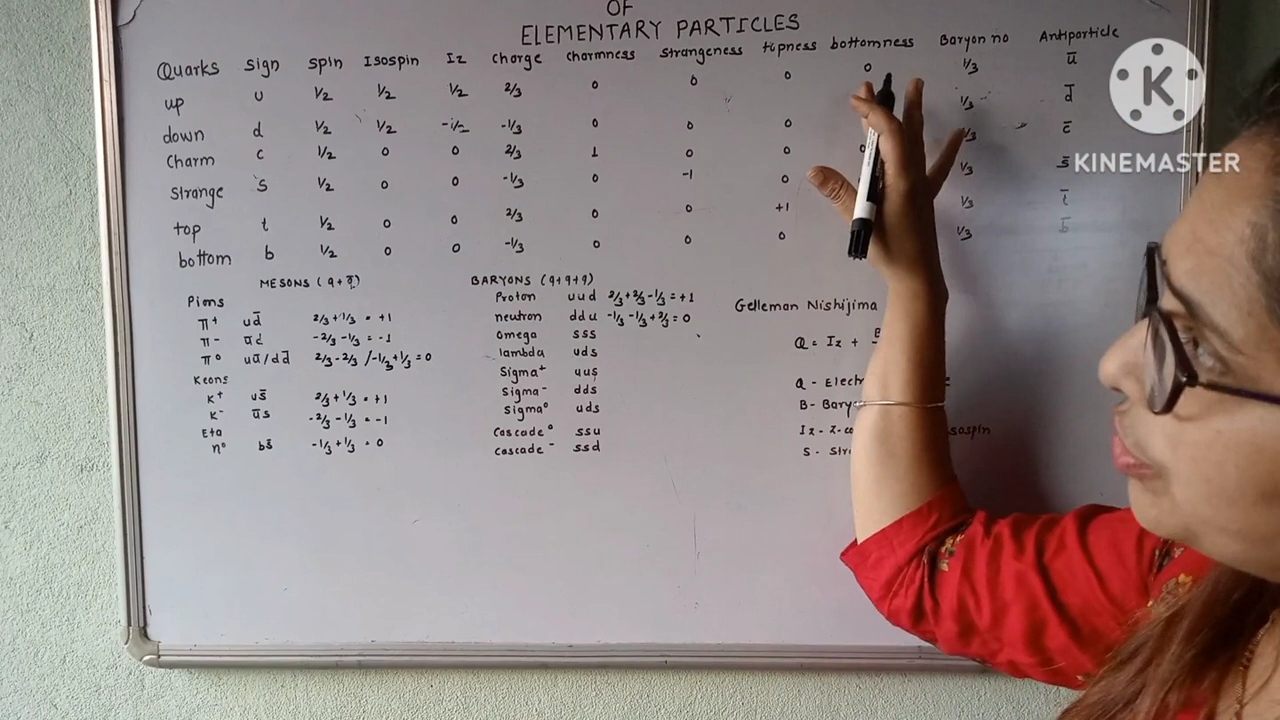 OF
ELEMENTARY PARTICLES
Quarks Sign Spin Isospin Iz Charge charmness strangeness topness bottomness Baryon no Antiparticle
up u 1/2 1/2 1/2 2/3 0 0 0 0 1/3 ū
down d 1/2 1/2 -1/2 -1/3 0 0 0 1/3 d̄
Charm c 1/2 0 0 2/3 1 0 0 0 1/3 c̄
Strange s 1/2 0 0 -1/3 0 -1 0 1/3 s̄
top t 1/2 0 0 2/3 0 0 +1 1/3 t̄
bottom b 1/2 0 0 -1/3 0 0 0 1/3 b̄
MESONS (q+q̄)
Pions
π+ ud̄ 2/3+1/3 = +1
π- ūd -2/3-1/3 = -1
π0 uū/dd̄ 2/3-2/3 / -1/3+1/3 = 0
Keons
K+ us̄ 2/3+1/3 = +1
K- ūs -2/3-1/3 = -1
Eta
η0 bs̄ -1/3+1/3 = 0
BARYONS (q+q+q)
Proton uud 2/3+2/3-1/3 = +1
neutron ddu -1/3-1/3+2/3 = 0
Omega sss
lambda uds
Sigma+ uus
Sigma- dds
Sigma0 uds
Cascade0 ssu
Cascade- ssd
Gelleman Nishijima
Q = Iz + B
Q -
B -
Iz -
S -
K
KINEMASTER